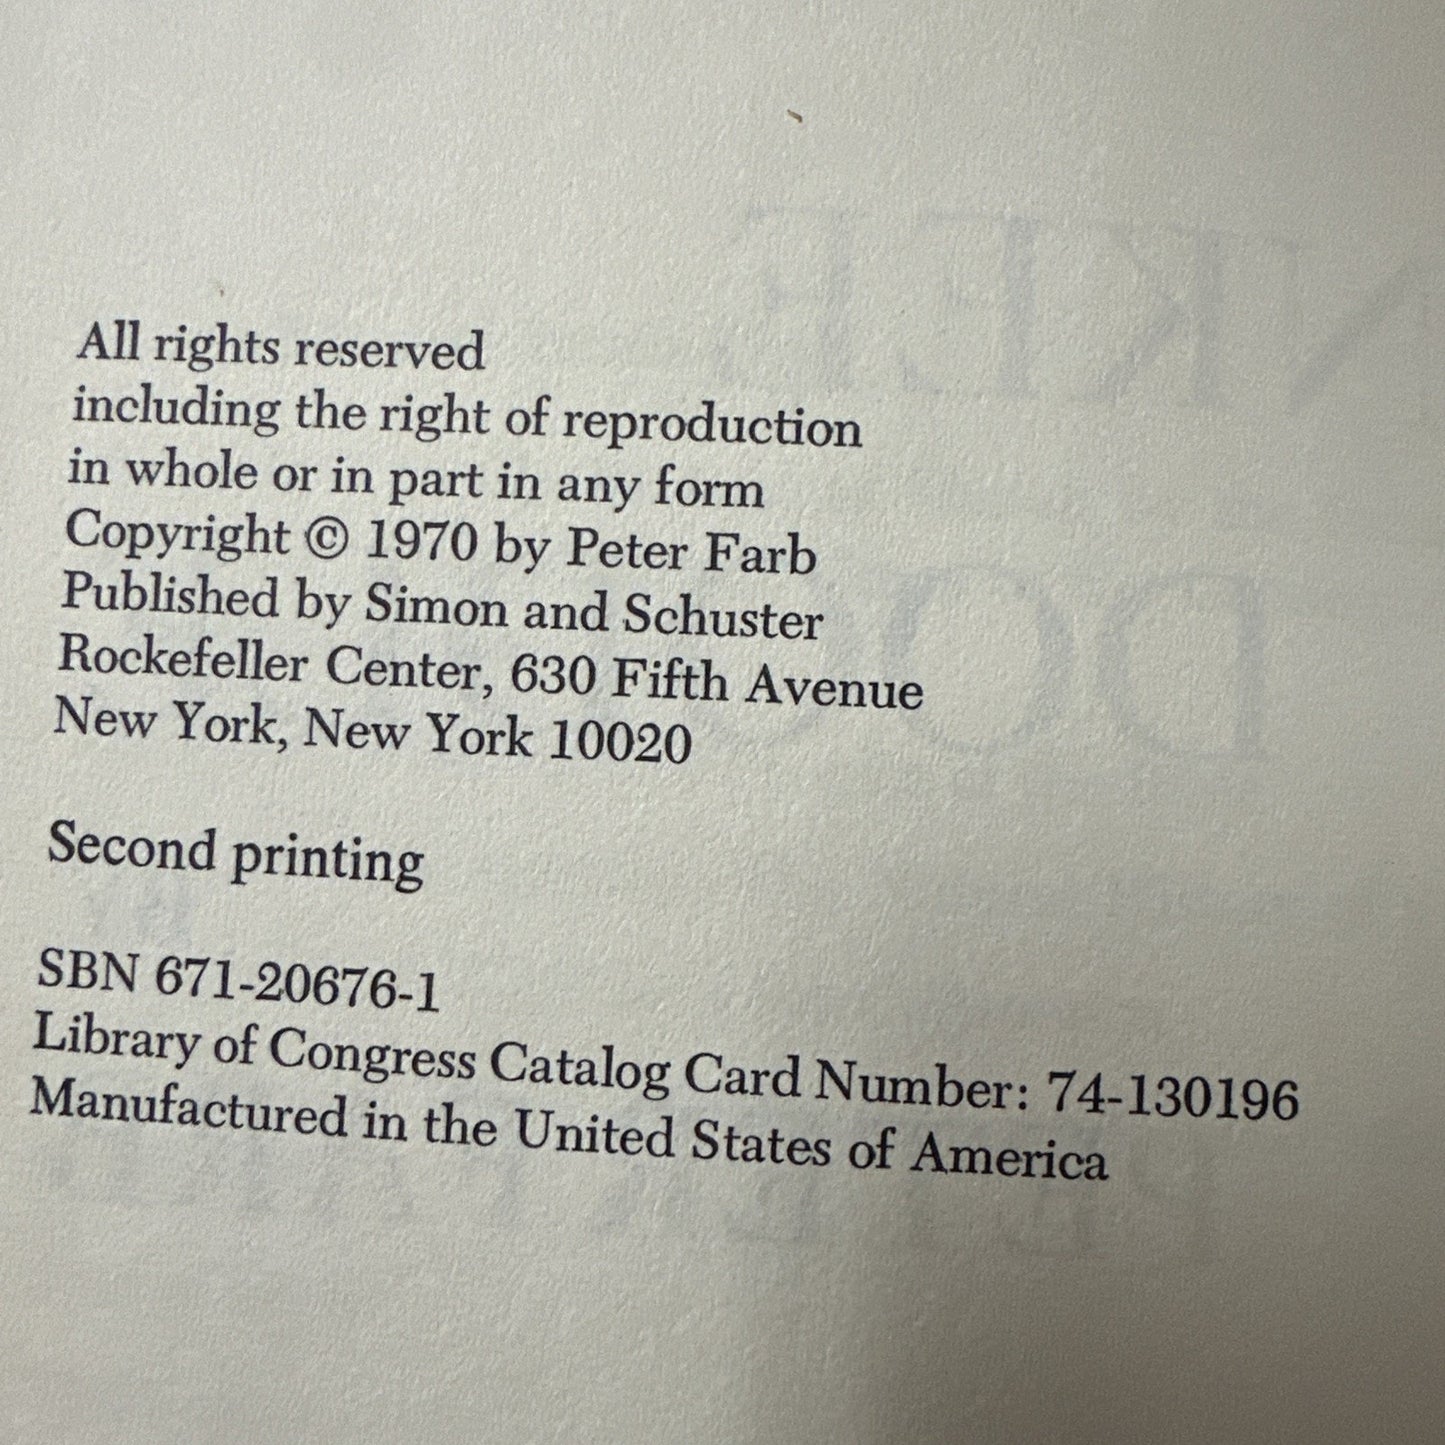 All rights reserved
including the right of reproduction
in whole or in part in any form
Copyright © 1970 by Peter Farb
Published by Simon and Schuster
Rockefeller Center, 630 Fifth Avenue
New York, New York 10020
Second printing
SBN 671-20676-1
Library of Congress Catalog Card Number: 74-130196
Manufactured in the United States of America